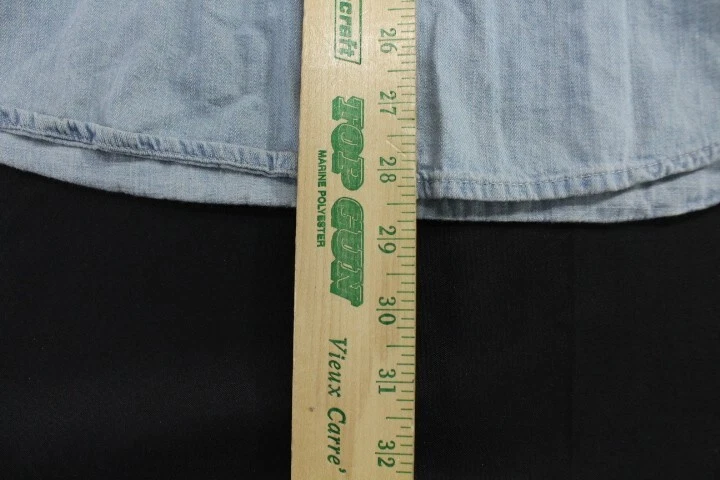 craft
TOP GUN
MARINE POLYESTER
Vieux Carre'
26
27
28
29
30
31
32